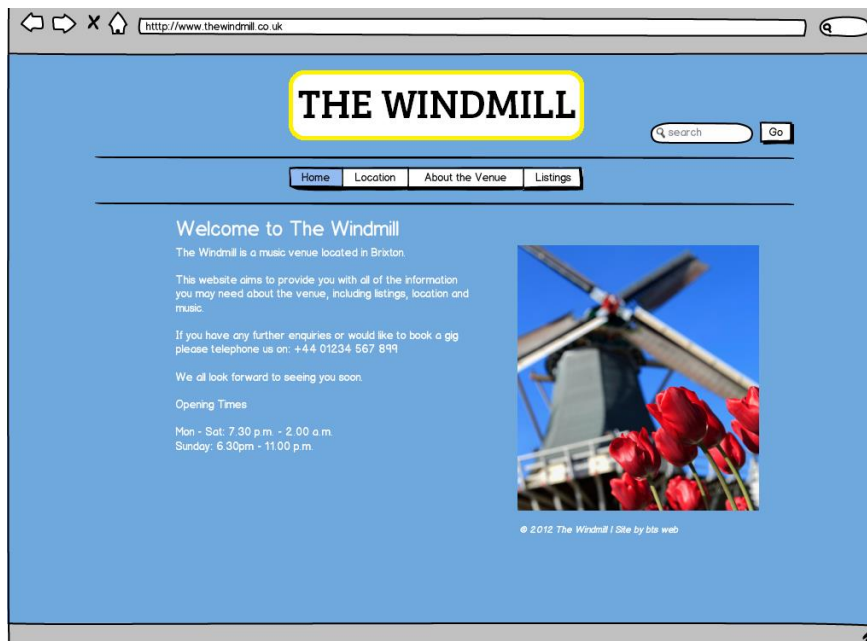 htttp://www.thewindmill.co.uk
THE WINDMILL
search
Go
Home
Location
About the Venue
Listings
Welcome to The Windmill
The Windmill is a music venue located in Brixton.
This website aims to provide you with all of the information
you may need about the venue, including listings, location and
music.
If you have any further enquiries or would like to book a gig
please telephone us on: +44 01234 567 899
We all look forward to seeing you soon.
Opening Times
Mon - Sat: 7.30 p.m. - 2.00 a.m.
Sunday: 6.30pm - 11.00 p.m.
© 2012 The Windmill | Site by bts web